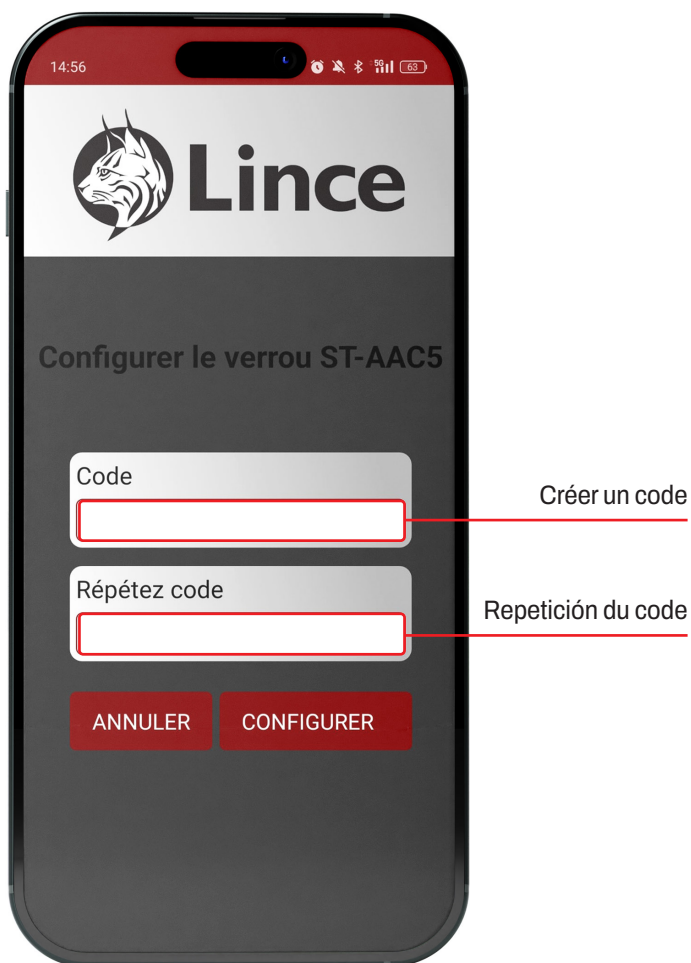 14:56
5G
63
Lince
Configurer le verrou ST-AAC5
Code
Créer un code
Répétez code
Repetición du code
ANNULER
CONFIGURER